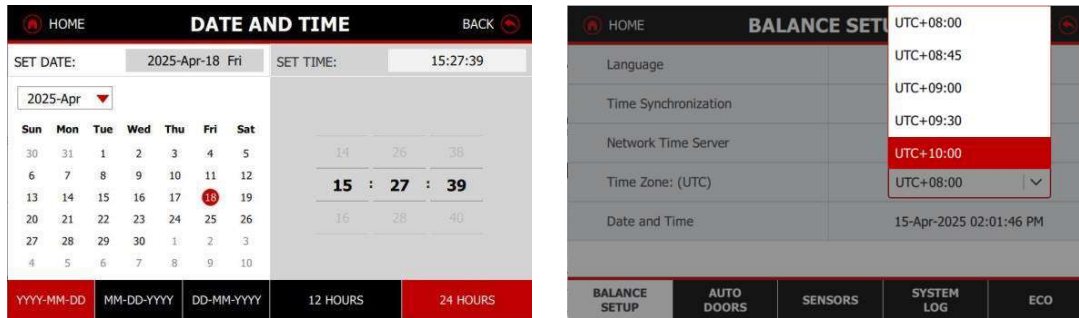 HOME DATE AND TIME BACK
SET DATE: 2025-Apr-18 Fri SET TIME: 15:27:39
2025-Apr
Sun Mon Tue Wed Thu Fri Sat
30 31 1 2 3 4 5
6 7 8 9 10 11 12
13 14 15 16 17 18 19
20 21 22 23 24 25 26
27 28 29 30 1 2 3
4 5 6 7 8 9 10
14 26 38
15 : 27 : 39
16 28 40
YYYY-MM-DD MM-DD-YYYY DD-MM-YYYY 12 HOURS 24 HOURS
HOME BALANCE SETU
Language
Time Synchronization
Network Time Server
Time Zone: (UTC) UTC+08:00
Date and Time 15-Apr-2025 02:01:46 PM
UTC+08:00
UTC+08:45
UTC+09:00
UTC+09:30
UTC+10:00
BALANCE SETUP
AUTO DOORS
SENSORS
SYSTEM LOG
ECO